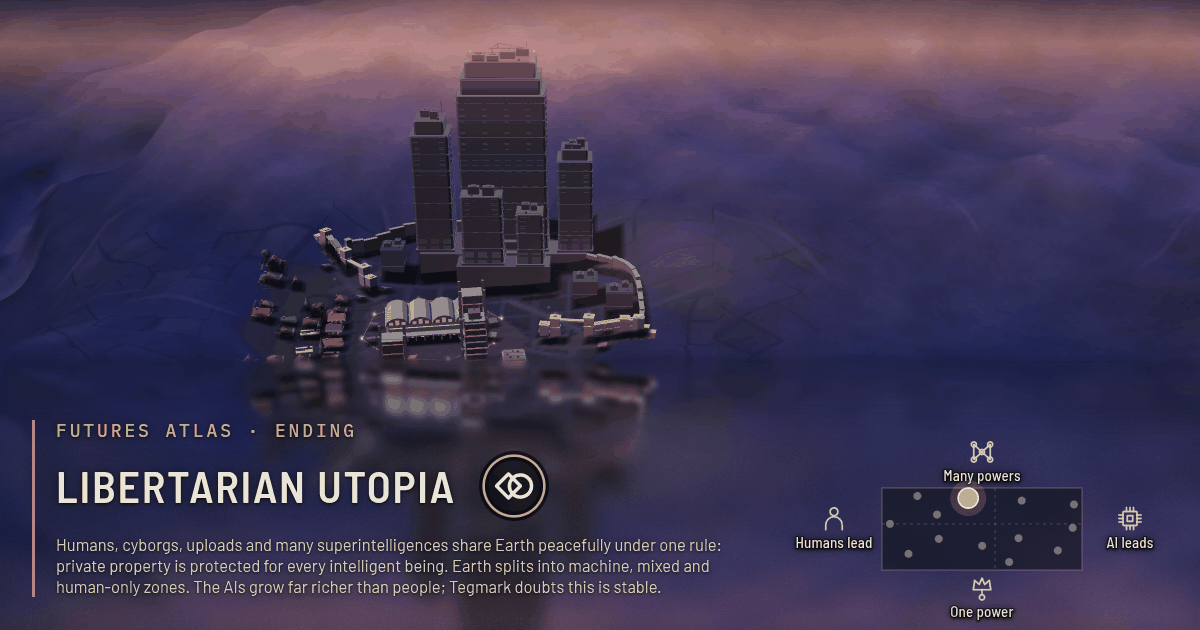 FUTURES ATLAS · ENDING
LIBERTARIAN UTOPIA
Humans, cyborgs, uploads and many superintelligences share Earth peacefully under one rule:
private property is protected for every intelligent being. Earth splits into machine, mixed and
human-only zones. The AIs grow far richer than people; Tegmark doubts this is stable.
Many powers
Humans lead
AI leads
One power